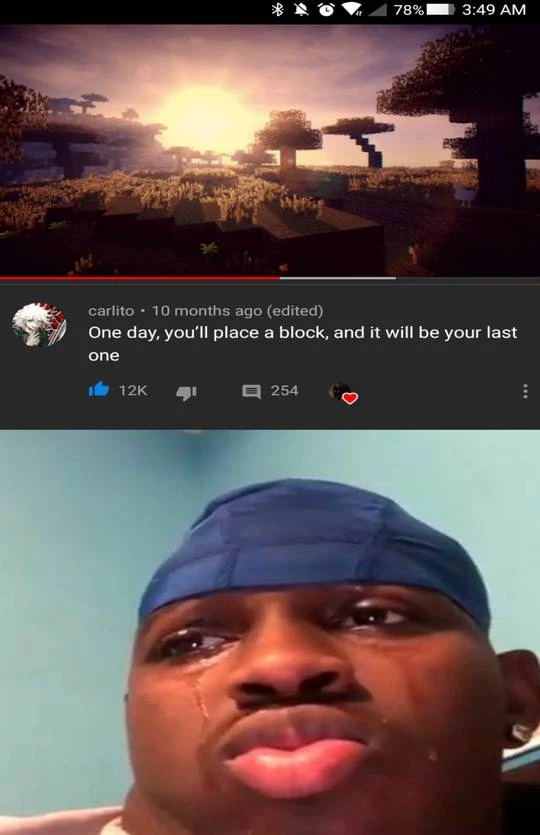 78% 3:49 AM
carlito • 10 months ago (edited)
One day, you'll place a block, and it will be your last
one
12K 254